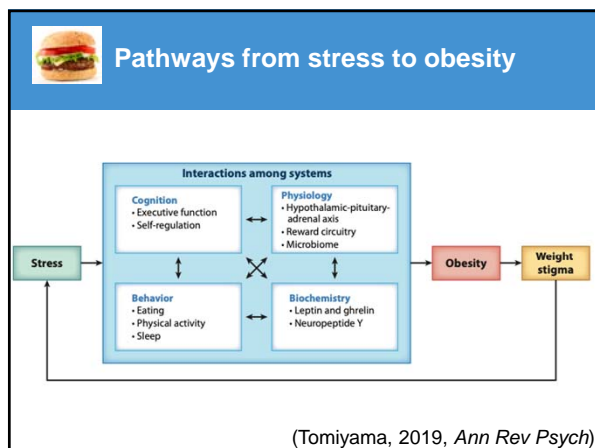 Pathways from stress to obesity
Interactions among systems
Cognition
• Executive function
• Self-regulation
Physiology
• Hypothalamic-pituitary-
adrenal axis
• Reward circuitry
• Microbiome
Stress
Behavior
• Eating
• Physical activity
• Sleep
Biochemistry
• Leptin and ghrelin
• Neuropeptide Y
Obesity
Weight
stigma
(Tomiyama, 2019, Ann Rev Psych)